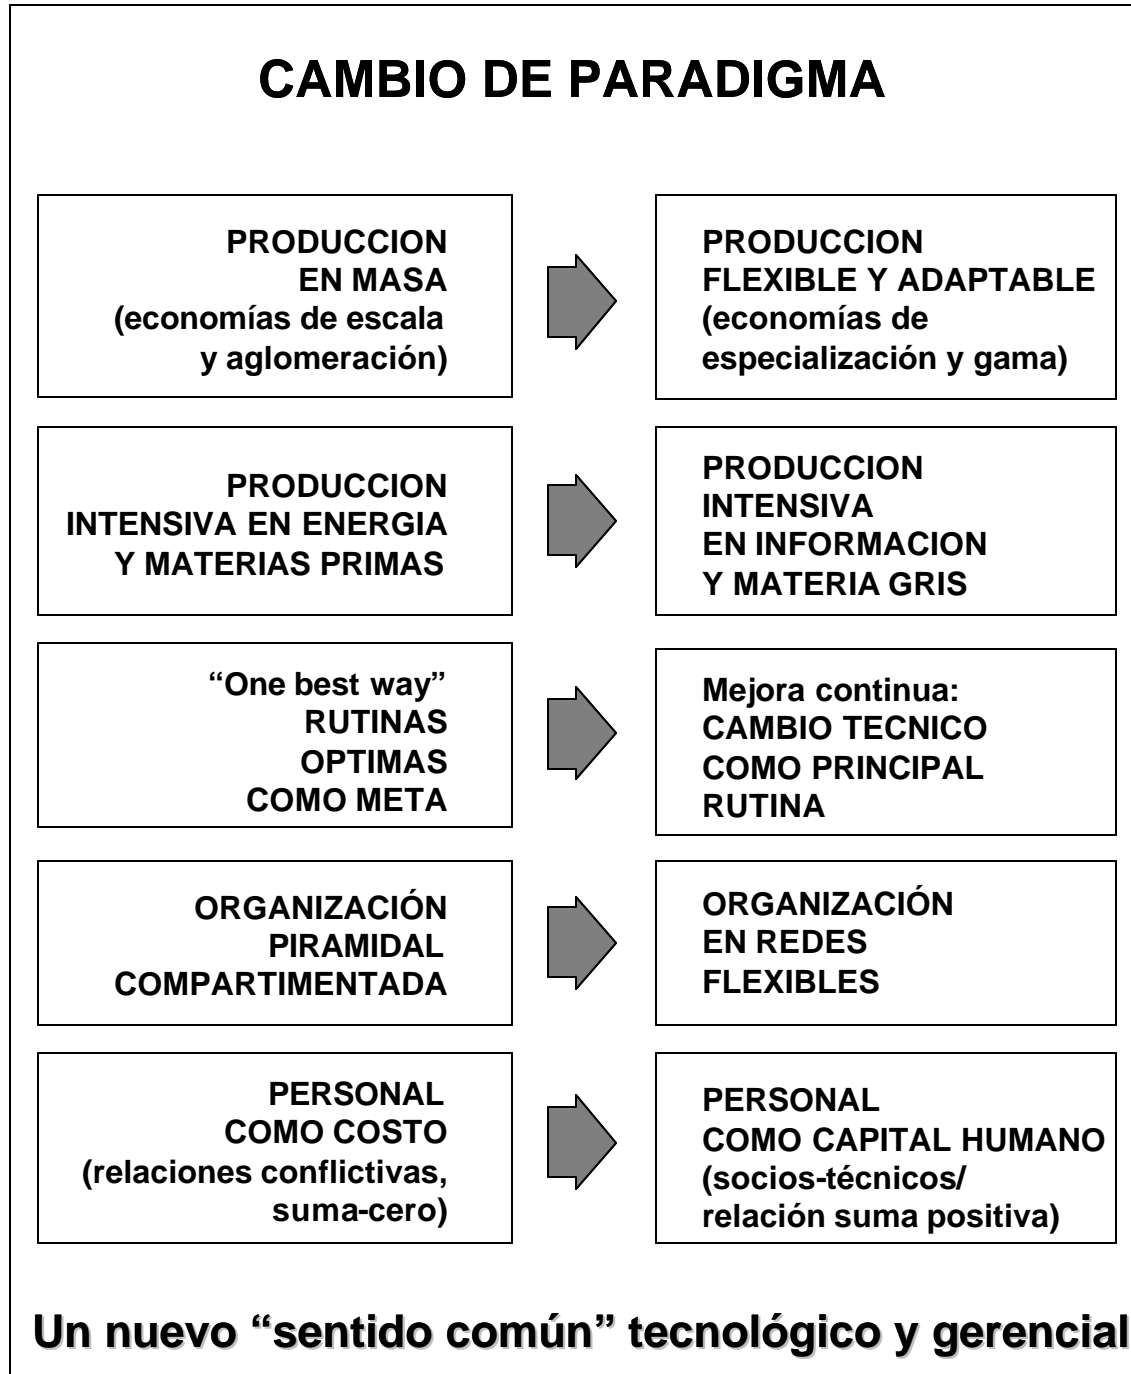 CAMBIO DE PARADIGMA
PRODUCCION
EN MASA
(economías de escala
y aglomeración)
PRODUCCION
FLEXIBLE Y ADAPTABLE
(economías de
especialización y gama)
PRODUCCION
INTENSIVA EN ENERGIA
Y MATERIAS PRIMAS
PRODUCCION
INTENSIVA
EN INFORMACION
Y MATERIA GRIS
“One best way”
RUTINAS
OPTIMAS
COMO META
Mejora continua:
CAMBIO TECNICO
COMO PRINCIPAL
RUTINA
ORGANIZACIÓN
PIRAMIDAL
COMPARTIMENTADA
ORGANIZACIÓN
EN REDES
FLEXIBLES
PERSONAL
COMO COSTO
(relaciones conflictivas,
suma-cero)
PERSONAL
COMO CAPITAL HUMANO
(socios-técnicos/
relación suma positiva)
Un nuevo “sentido común” tecnológico y gerencial